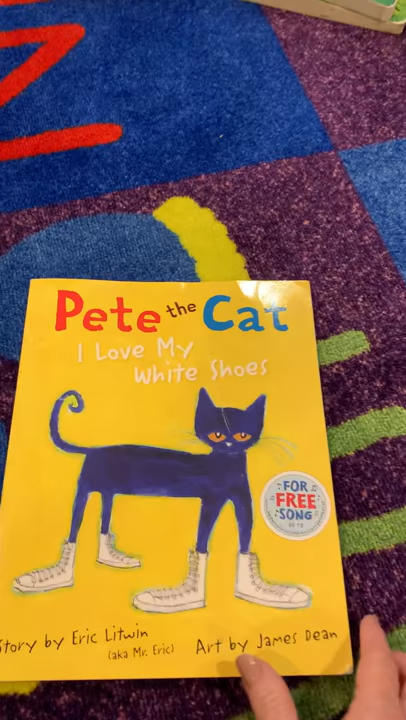 Pete the Cat
I Love My
White Shoes
FOR
FREE
SONG
Story by Eric Litwin
(aka Mr. Eric)
Art by James Dean